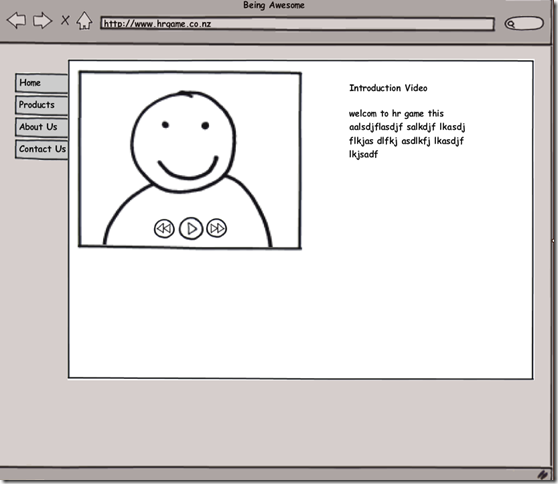 Being Awesome
http://www.hrgame.co.nz
Home
Products
About Us
Contact Us
Introduction Video
welcom to hr game this
aalsdjflasdjf salkdjf lkasdj
flkjas dlfkj asdlkfj lkasdjf
lkjsadf